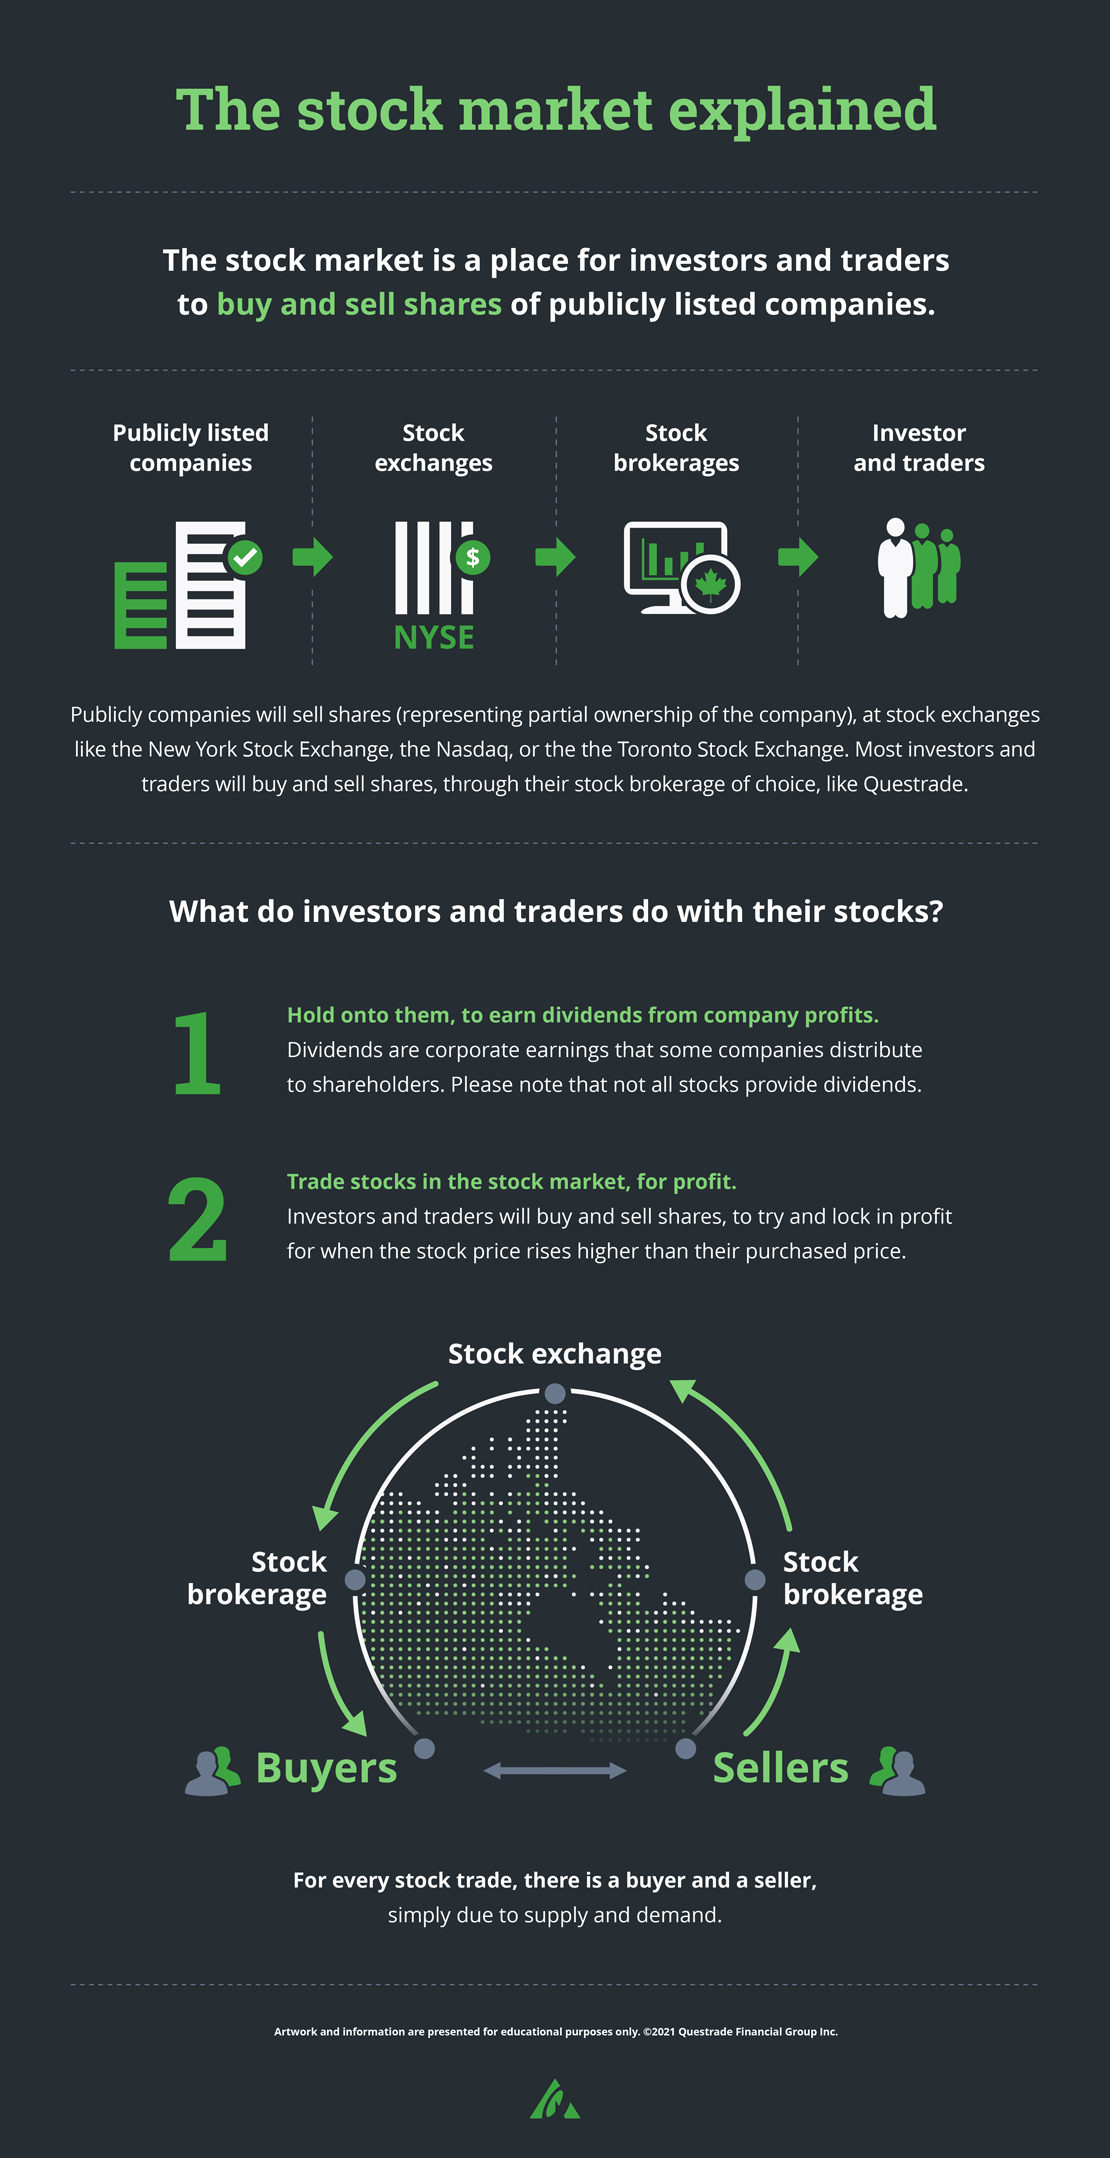 The stock market explained
The stock market is a place for investors and traders
to buy and sell shares of publicly listed companies.
Publicly listed
companies
Stock
exchanges
Stock
brokerages
Investor
and traders
$
NYSE
Publicly companies will sell shares (representing partial ownership of the company), at stock exchanges
like the New York Stock Exchange, the Nasdaq, or the the Toronto Stock Exchange. Most investors and
traders will buy and sell shares, through their stock brokerage of choice, like Questrade.
What do investors and traders do with their stocks?
1
Hold onto them, to earn dividends from company profits.
Dividends are corporate earnings that some companies distribute
to shareholders. Please note that not all stocks provide dividends.
2
Trade stocks in the stock market, for profit.
Investors and traders will buy and sell shares, to try and lock in profit
for when the stock price rises higher than their purchased price.
Stock exchange
Stock
brokerage
Stock
brokerage
Buyers
Sellers
For every stock trade, there is a buyer and a seller,
simply due to supply and demand.
Artwork and information are presented for educational purposes only. ©2021 Questrade Financial Group Inc.